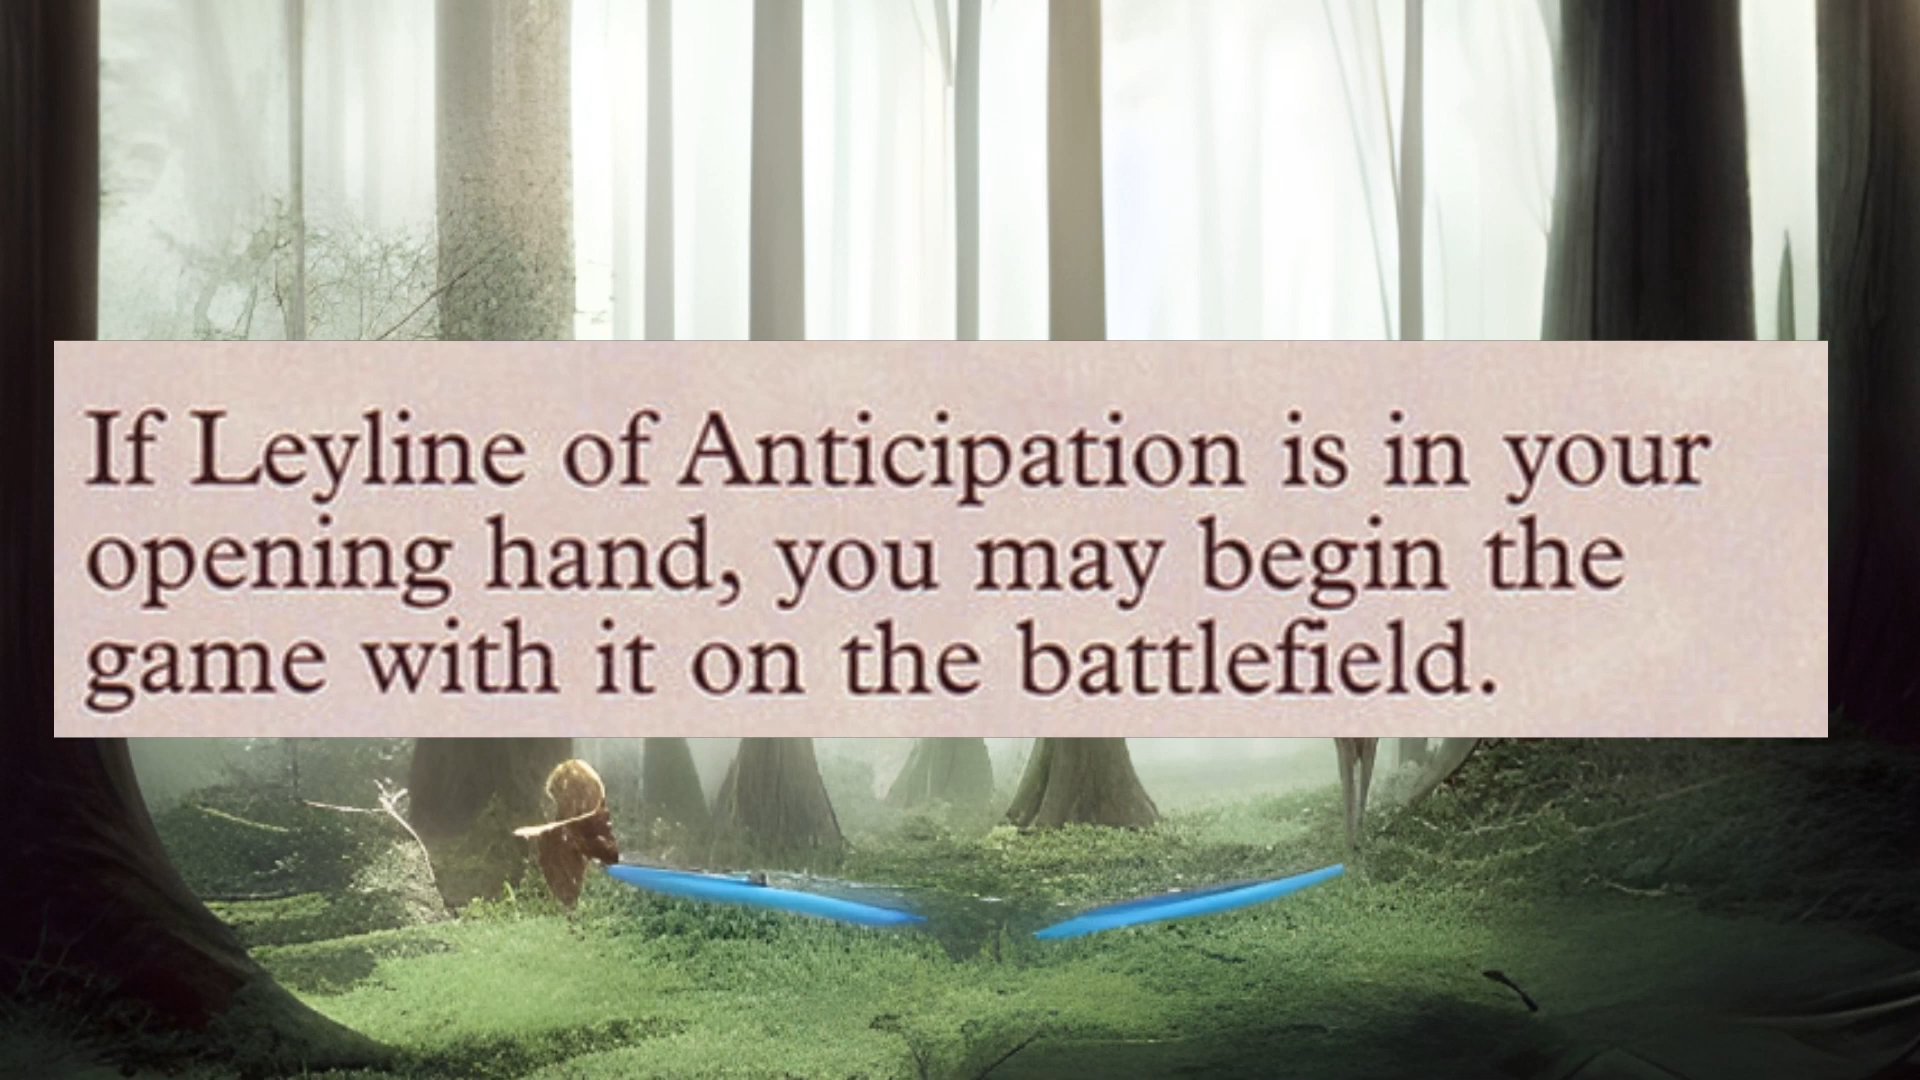 If Leyline of Anticipation is in your
opening hand, you may begin the
game with it on the battlefield.